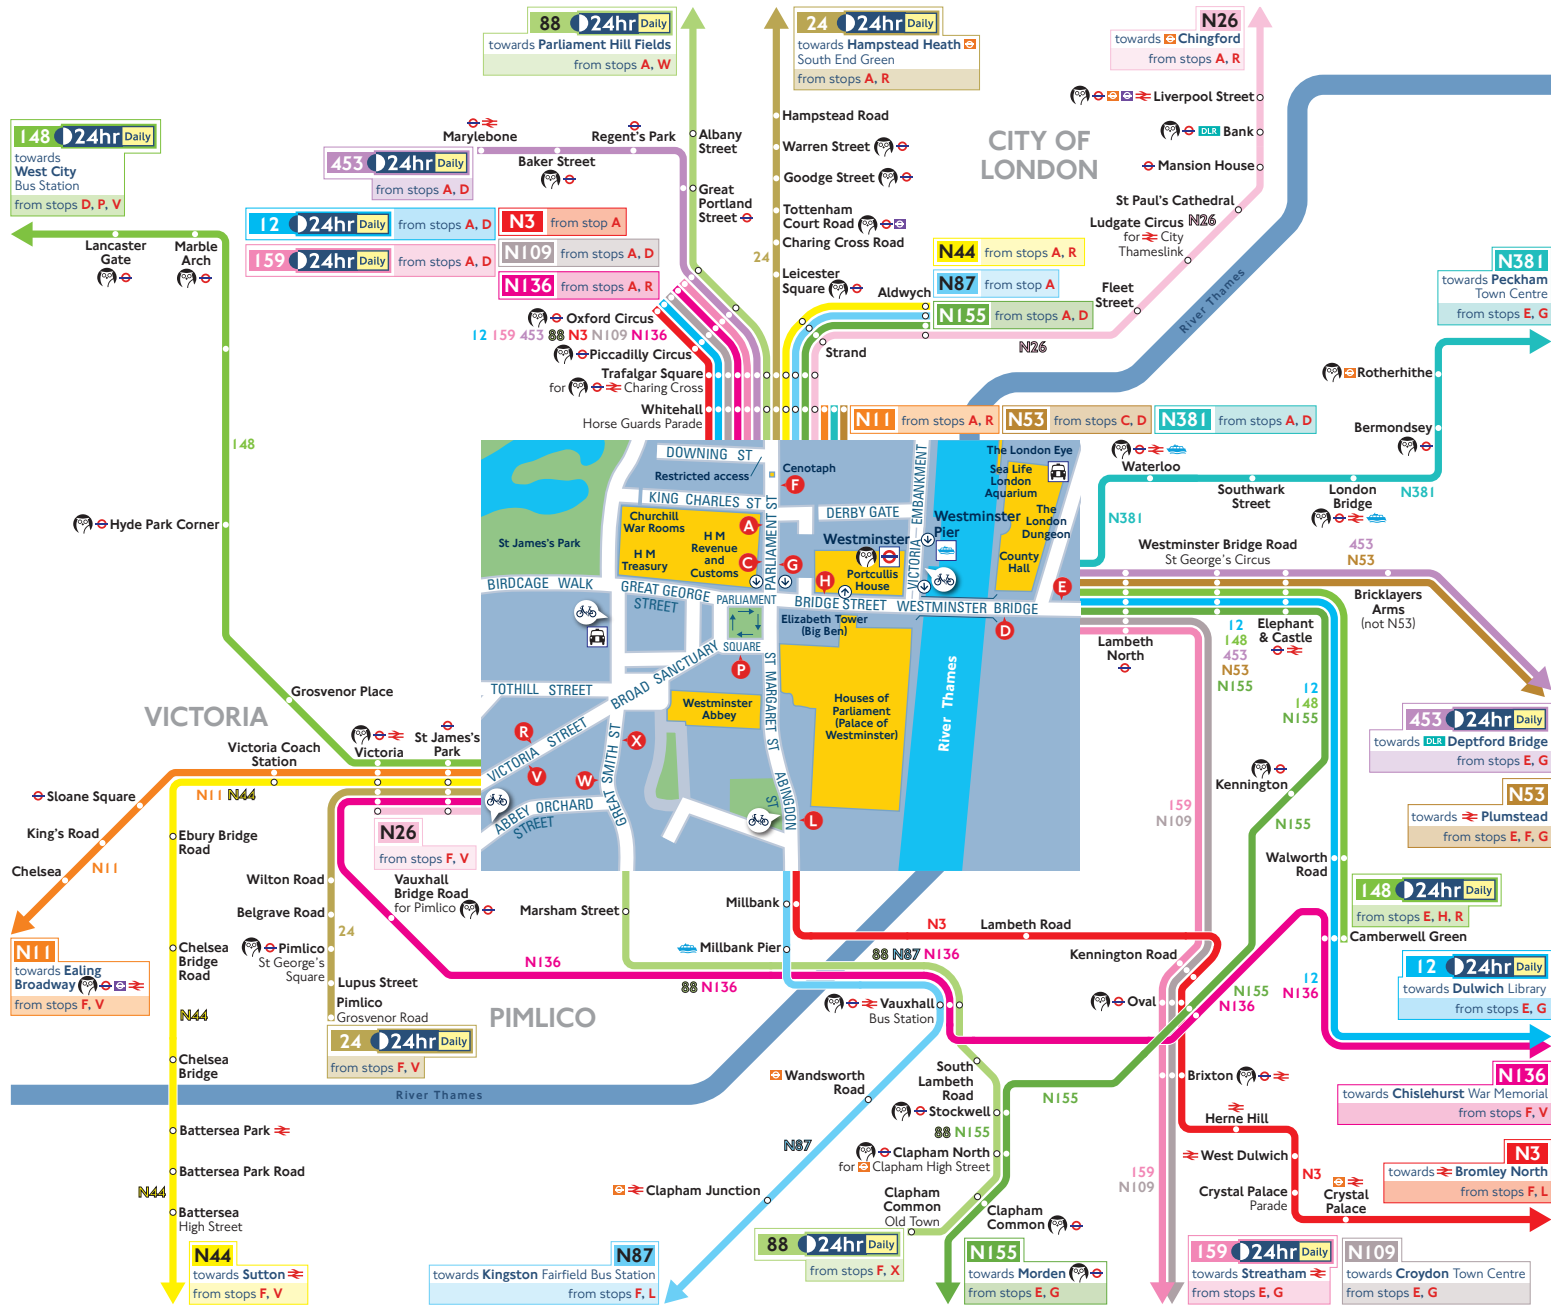 88 24hr Daily
towards Parliament Hill Fields
from stops A, W
24 24hr Daily
towards Hampstead Heath
South End Green
from stops A, R
N26
towards Chingford
from stops A, R
Liverpool Street
DLR Bank
Mansion House
St Paul's Cathedral
Ludgate Circus
for City
Thameslink
N26
Fleet
Street
CITY OF
LONDON
148 24hr Daily
towards
West City
Bus Station
from stops D, P, V
Marylebone
Regent's Park
Baker Street
453 24hr Daily
from stops A, D
Albany
Street
Great
Portland
Street
Hampstead Road
Warren Street
Goodge Street
Tottenham
Court Road
Charing Cross Road
24
Leicester
Square
12 24hr Daily
from stops A, D
159 24hr Daily
from stops A, D
N3
from stop A
N109
from stops A, D
N136
from stops A, R
N44
from stops A, R
N87
from stop A
N155
from stops A, D
Aldwych
Strand
N26
River Thames
N381
towards Peckham
Town Centre
from stops E, G
Lancaster
Gate
Marble
Arch
Oxford Circus
12 159 453 88 N3 N109 N136
Piccadilly Circus
Trafalgar Square
for Charing Cross
Whitehall
Horse Guards Parade
N11
from stops A, R
N53
from stops C, D
N381
from stops A, D
Rotherhithe
Bermondsey
Waterloo
Southwark
Street
London
Bridge
N381
N381
148
Hyde Park Corner
Grosvenor Place
VICTORIA
DOWNING ST
Restricted access
Cenotaph
F
KING CHARLES ST
Churchill
War Rooms
H M
Treasury
H M
Revenue
and
Customs
A
C
G
PARLIAMENT ST
DERBY GATE
Westminster
Portcullis
House
H
VICTORIA EMBANKMENT
Westminster
Pier
The London Eye
Sea Life
London
Aquarium
The
London
Dungeon
County
Hall
E
D
St James's Park
BIRDCAGE WALK
GREAT GEORGE
STREET
PARLIAMENT
SQUARE
BRIDGE STREET
WESTMINSTER BRIDGE
Elizabeth Tower
(Big Ben)
P
TOTHILL STREET
BROAD SANCTUARY
Westminster
Abbey
ST MARGARET ST
Houses of
Parliament
(Palace of
Westminster)
River Thames
R
VICTORIA STREET
V
X
W
GREAT SMITH ST
ABBEY ORCHARD
STREET
ABINGDON
ST
L
Westminster Bridge Road
St George's Circus
453
N53
Bricklayers
Arms
(not N53)
Elephant
& Castle
Lambeth
North
12
148
453
N53
N155
12
148
N155
453 24hr Daily
towards DLR Deptford Bridge
from stops E, G
N53
towards Plumstead
from stops E, F, G
Kennington
N155
159
N109
Walworth
Road
148 24hr Daily
from stops E, H, R
Camberwell Green
12 24hr Daily
towards Dulwich Library
from stops E, G
12
N136
N136
towards Chislehurst War Memorial
from stops F, V
N3
towards Bromley North
from stops F, L
Victoria Coach
Station
Victoria
St James's
Park
Sloane Square
King's Road
Chelsea
N11 N44
N11
N11
towards Ealing
Broadway
from stops F, V
Ebury Bridge
Road
Chelsea
Bridge
Road
N44
Chelsea
Bridge
Battersea Park
Battersea Park Road
N44
Battersea
High Street
N44
towards Sutton
from stops F, V
N26
from stops F, V
Wilton Road
Belgrave Road
24
Pimlico
St George's
Square
Lupus Street
Pimlico
Grosvenor Road
24 24hr Daily
from stops F, V
Vauxhall
Bridge Road
for Pimlico
N136
PIMLICO
River Thames
Marsham Street
Millbank
Millbank Pier
88 N136
88 N87 N136
N3
Lambeth Road
Kennington Road
Vauxhall
Bus Station
Oval
N155
N136
Wandsworth
Road
South
Lambeth
Road
Stockwell
88 N155
N155
N87
Clapham North
for Clapham High Street
Clapham Junction
Clapham
Common
Old Town
Clapham
Common
Brixton
Herne Hill
West Dulwich
N3
Crystal Palace
Parade
Crystal
Palace
159
N109
N87
towards Kingston Fairfield Bus Station
from stops F, L
88 24hr Daily
from stops F, X
N155
towards Morden
from stops E, G
159 24hr Daily
towards Streatham
from stops E, G
N109
towards Croydon Town Centre
from stops E, G